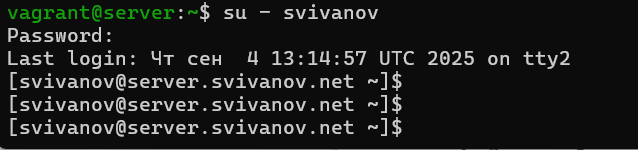 vagrant@server:~$ su - svivanov
Password:
Last login: Чт сен  4 13:14:57 UTC 2025 on tty2
[svivanov@server.svivanov.net ~]$
[svivanov@server.svivanov.net ~]$
[svivanov@server.svivanov.net ~]$